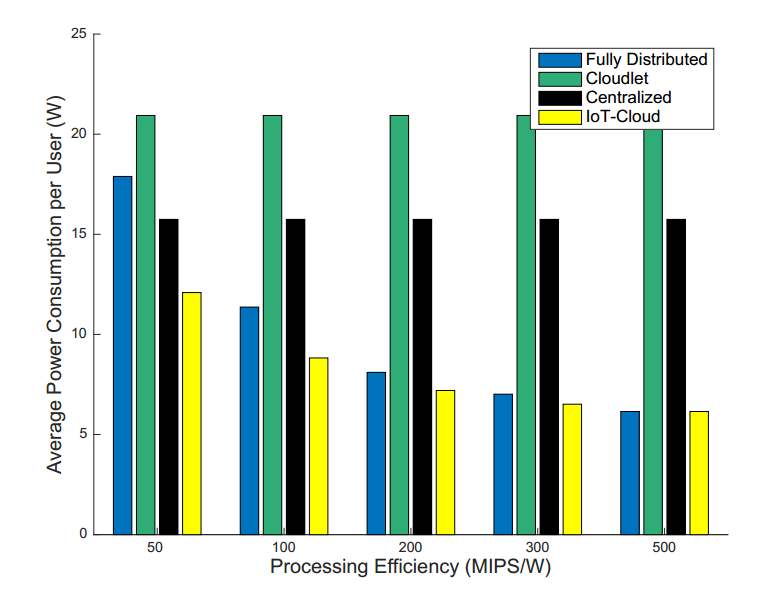 25
20
15
10
5
0
Average Power Consumption per User (W)
Fully Distributed
Cloudlet
Centralized
IoT-Cloud
50 100 200 300 500
Processing Efficiency (MIPS/W)